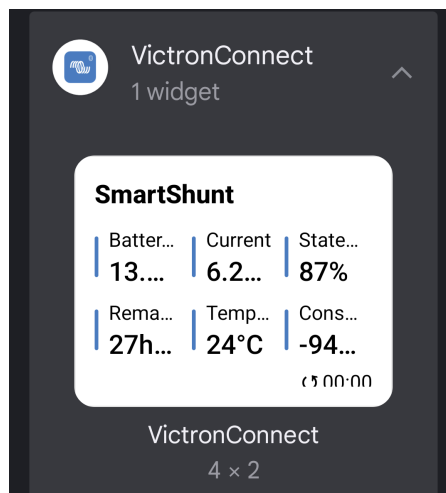 VictronConnect
1 widget
SmartShunt
Batter... Current State...
13.... 6.2... 87%
Rema... Temp... Cons...
27h... 24°C -94...
00:00
VictronConnect
4 × 2